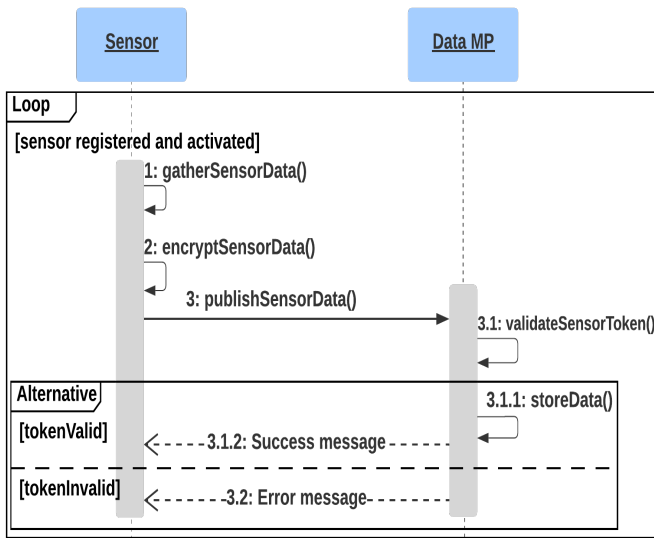 Sensor
Data MP
Loop
[sensor registered and activated]
1: gatherSensorData()
2: encryptSensorData()
3: publishSensorData()
3.1: validateSensorToken()
Alternative
3.1.1: storeData()
[tokenValid]
3.1.2: Success message
[tokenInvalid]
3.2: Error message